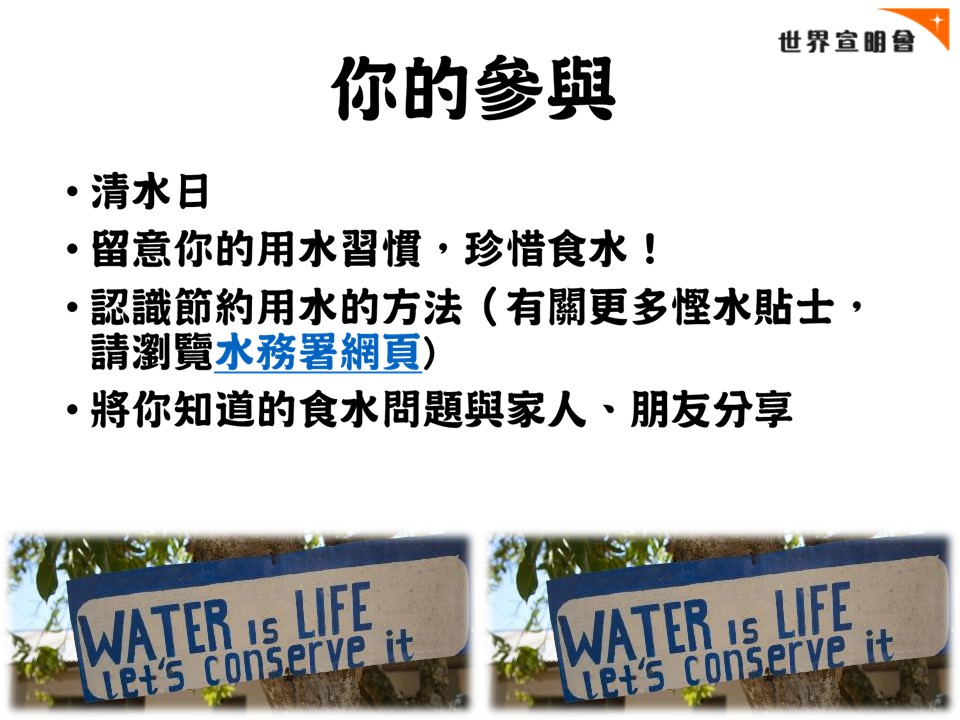 世界宣明會
你的參與
• 清水日
• 留意你的用水習慣，珍惜食水！
• 認識節約用水的方法（有關更多慳水貼士，
請瀏覽水務署網頁)
• 將你知道的食水問題與家人、朋友分享
WATER is LIFE
Let's conserve it
WATER is LIFE
Let's conserve it